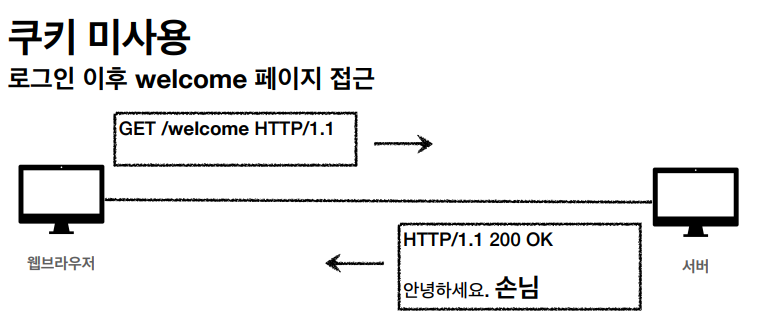 쿠키 미사용
로그인 이후 welcome 페이지 접근
GET /welcome HTTP/1.1
웹브라우저
HTTP/1.1 200 OK
안녕하세요. 손님
서버